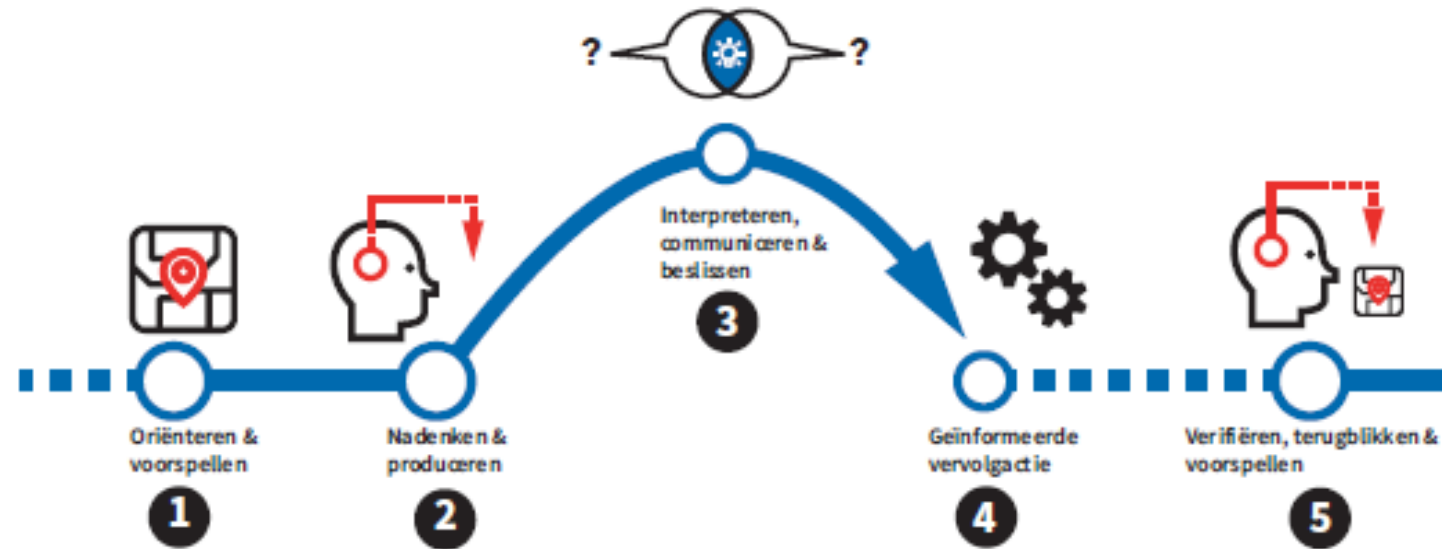 ?
?
Interpreteren,
communiceren &
beslissen
3
Oriënteren &
voorspellen
1
Nadenken &
produceren
2
Geïnformeerde
vervolgactie
4
Verifiëren, terugblikken &
voorspellen
5